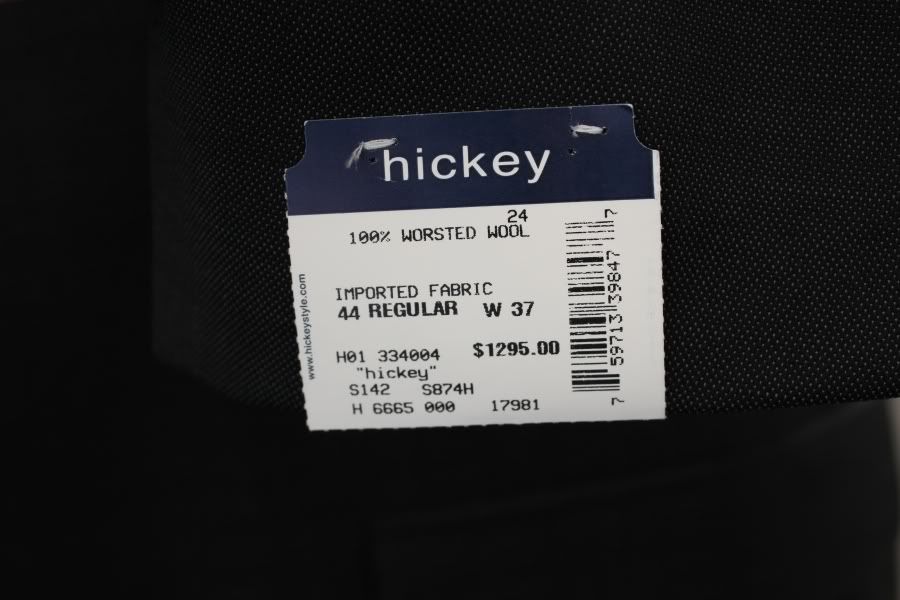 hickey
24
100% WORSTED WOOL
IMPORTED FABRIC
44 REGULAR W 37
H01 334004 $1295.00
"hickey"
S142 S874H
H 6665 000 17981
www.hickeystyle.com
7 59713 39847 7